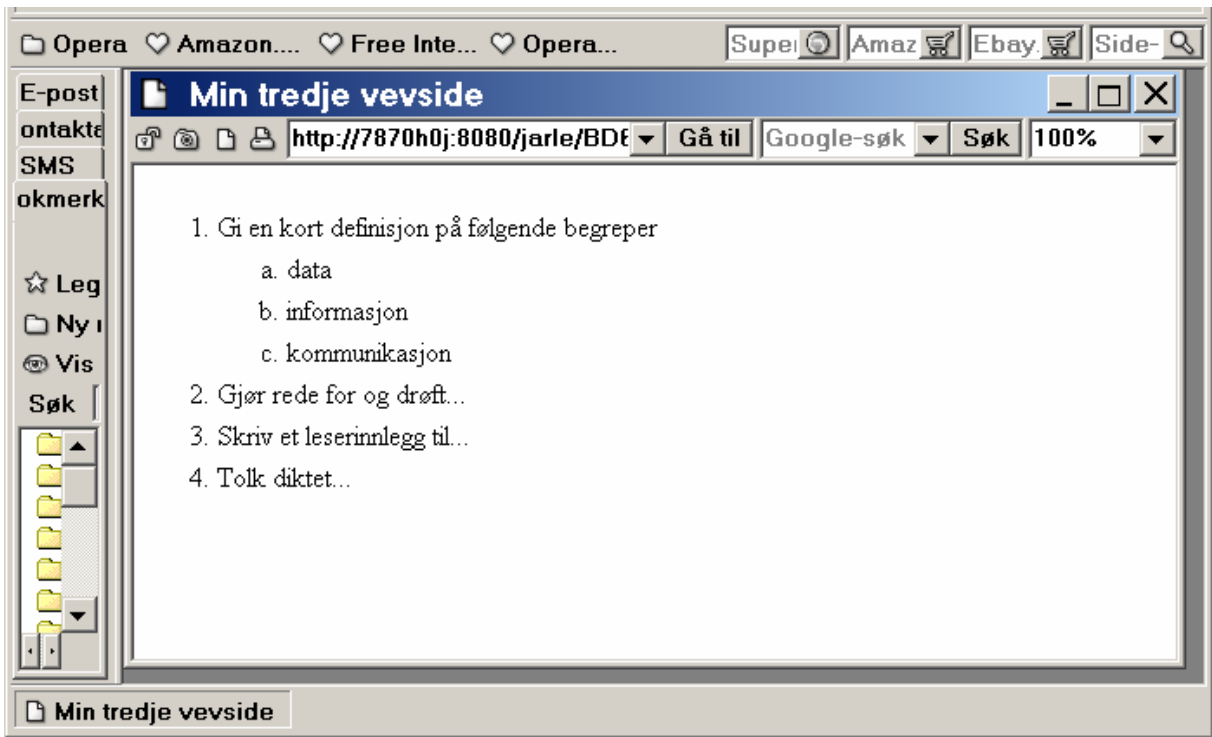 Opera Amazon.... Free Inte... Opera... Super Amaz Ebay. Side-
E-post
ontakte
SMS
okmerk
Leg
Ny
Vis
Søk
Min tredje vevside
http://7870h0j:8080/jarle/BD6 Gå til Google-søk Søk 100%
1. Gi en kort definisjon på følgende begreper
a. data
b. informasjon
c. kommunikasjon
2. Gjør rede for og drøft...
3. Skriv et leserinnlegg til...
4. Tolk diktet...
Min tredje vevside